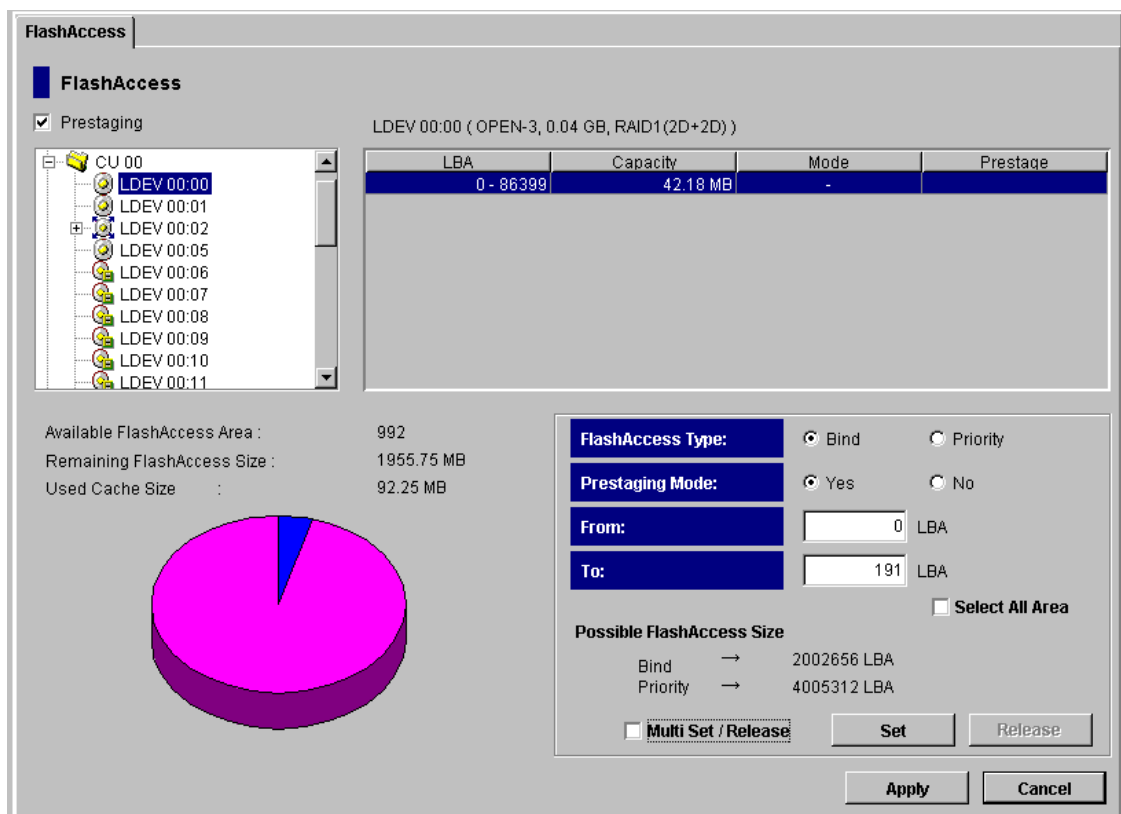 FlashAccess
FlashAccess
Prestaging
LDEV 00:00 ( OPEN-3, 0.04 GB, RAID1(2D+2D) )
CU 00
LDEV 00:00
LDEV 00:01
LDEV 00:02
LDEV 00:05
LDEV 00:06
LDEV 00:07
LDEV 00:08
LDEV 00:09
LDEV 00:10
LDEV 00:11
LBA Capacity Mode Prestage
0 - 86399 42.18 MB -
Available FlashAccess Area : 992
Remaining FlashAccess Size : 1955.75 MB
Used Cache Size : 92.25 MB
FlashAccess Type: Bind Priority
Prestaging Mode: Yes No
From: 0 LBA
To: 191 LBA
Select All Area
Possible FlashAccess Size
Bind → 2002656 LBA
Priority → 4005312 LBA
Multi Set / Release Set Release
Apply Cancel